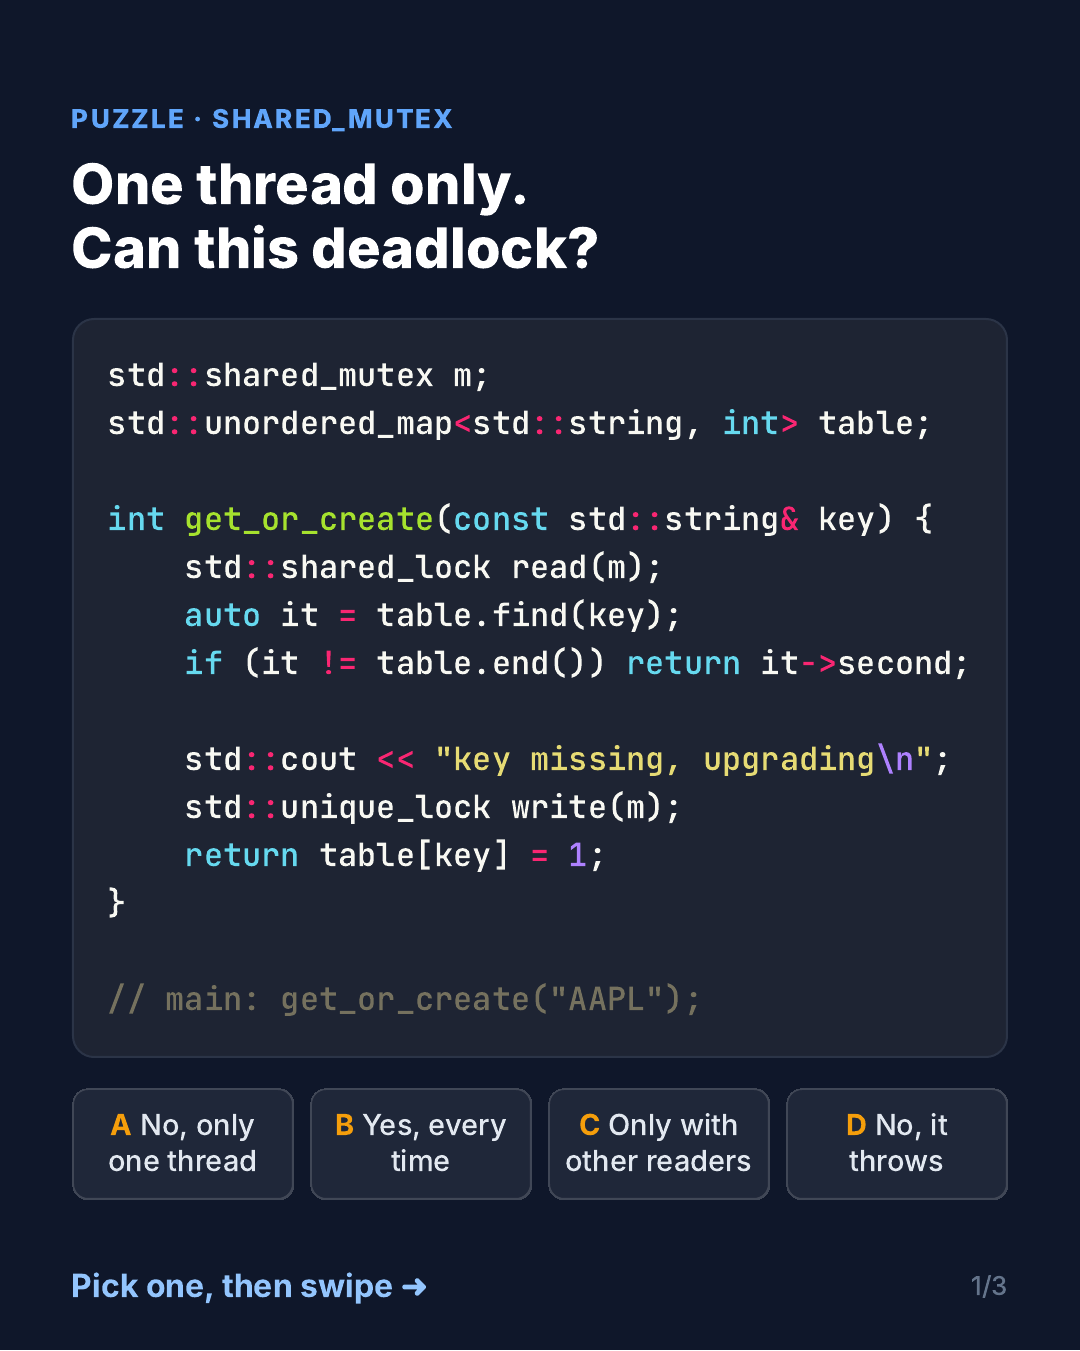 PUZZLE · SHARED_MUTEX
One thread only.
Can this deadlock?
std::shared_mutex m;
std::unordered_map<std::string, int> table;
int get_or_create(const std::string& key) {
    std::shared_lock read(m);
    auto it = table.find(key);
    if (it != table.end()) return it->second;
    std::cout << "key missing, upgrading\n";
    std::unique_lock write(m);
    return table[key] = 1;
}
// main: get_or_create("AAPL");
A No, only
one thread
B Yes, every
time
C Only with
other readers
D No, it
throws
Pick one, then swipe ➜
1/3